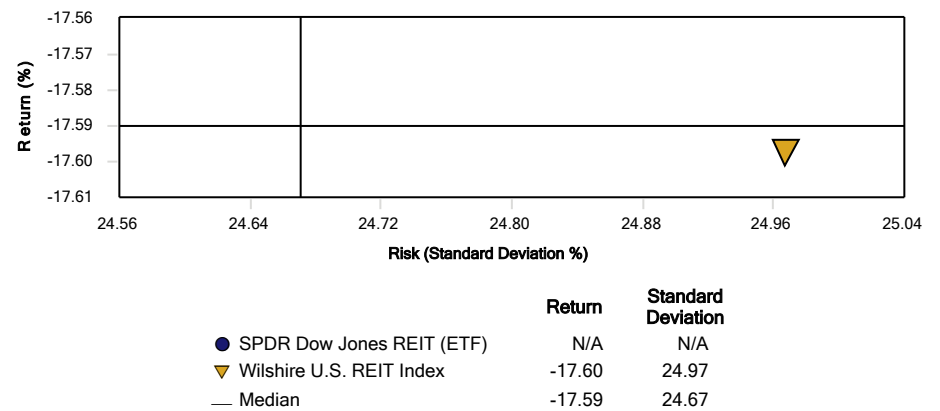 -17.56
-17.57
-17.58
-17.59
-17.60
-17.61
Return (%)
24.56 24.64 24.72 24.80 24.88 24.96 25.04
Risk (Standard Deviation %)
Return Standard Deviation
SPDR Dow Jones REIT (ETF) N/A N/A
Wilshire U.S. REIT Index -17.60 24.97
Median -17.59 24.67